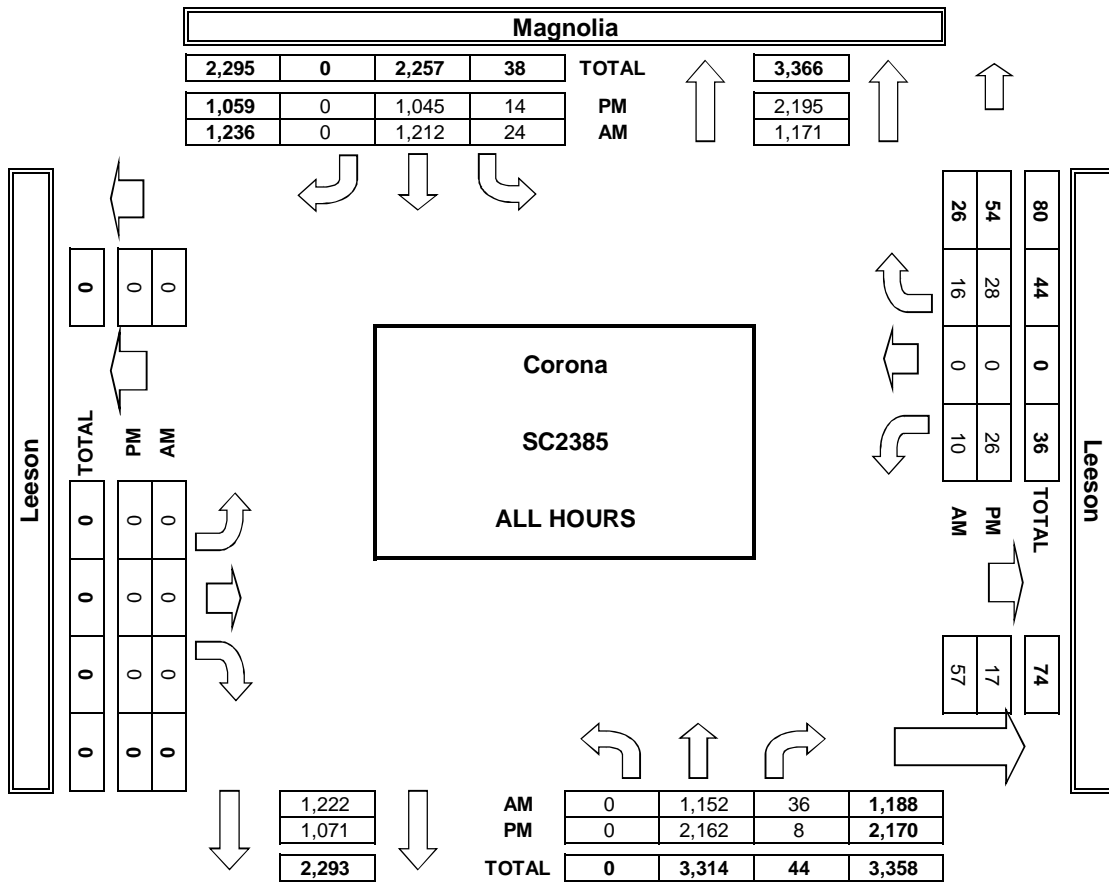 Magnolia
2,295 0 2,257 38 TOTAL 3,366
1,059 0 1,045 14 PM 2,195
1,236 0 1,212 24 AM 1,171
Leeson
0 0 0
TOTAL PM AM
0 0 0
0 0 0
0 0 0
0 0 0
Corona
SC2385
ALL HOURS
26 54 80
16 28 44
0 0 0
10 26 36
AM PM TOTAL
57 17 74
Leeson
1,222 AM 0 1,152 36 1,188
1,071 PM 0 2,162 8 2,170
2,293 TOTAL 0 3,314 44 3,358